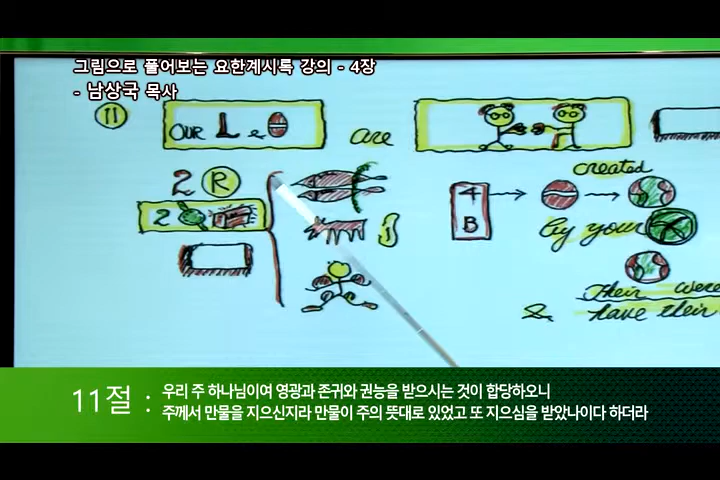 그림으로 풀어보는 요한계시록 강의 - 4장
- 남상국 목사
11
OUR L e
are
2 R
2
4
B
created
by your
Their were
& have their
11절 : 우리 주 하나님이여 영광과 존귀와 권능을 받으시는 것이 합당하오니
주께서 만물을 지으신지라 만물이 주의 뜻대로 있었고 또 지으심을 받았나이다 하더라